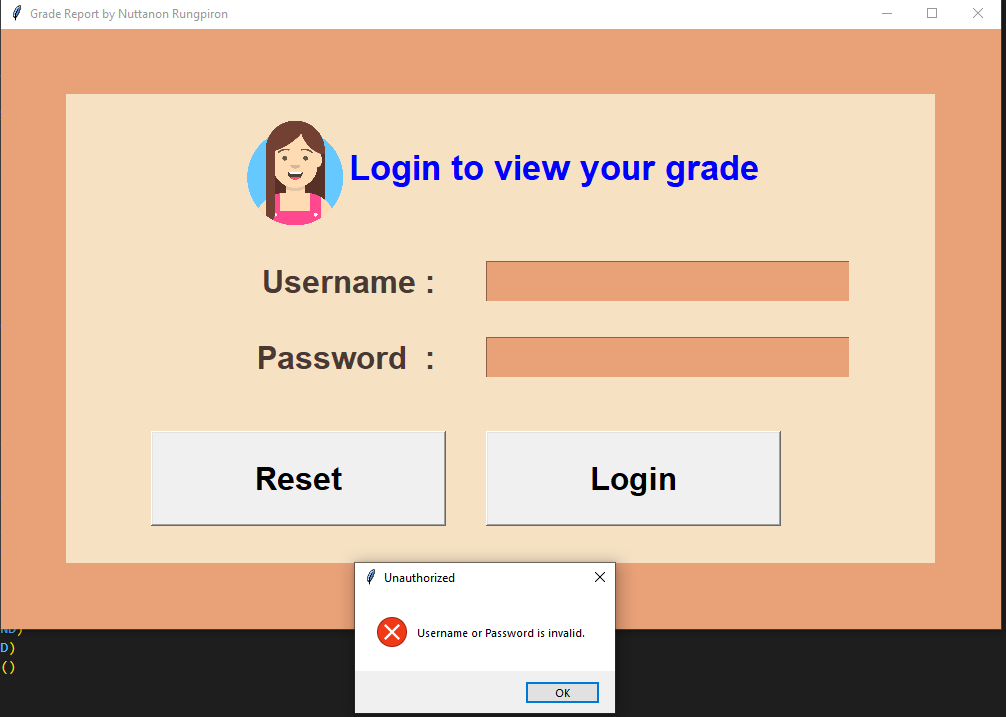 Grade Report by Nuttanon Rungpiron
Login to view your grade
Username :
Password :
Reset
Login
Unauthorized
Username or Password is invalid.
OK
D)
()